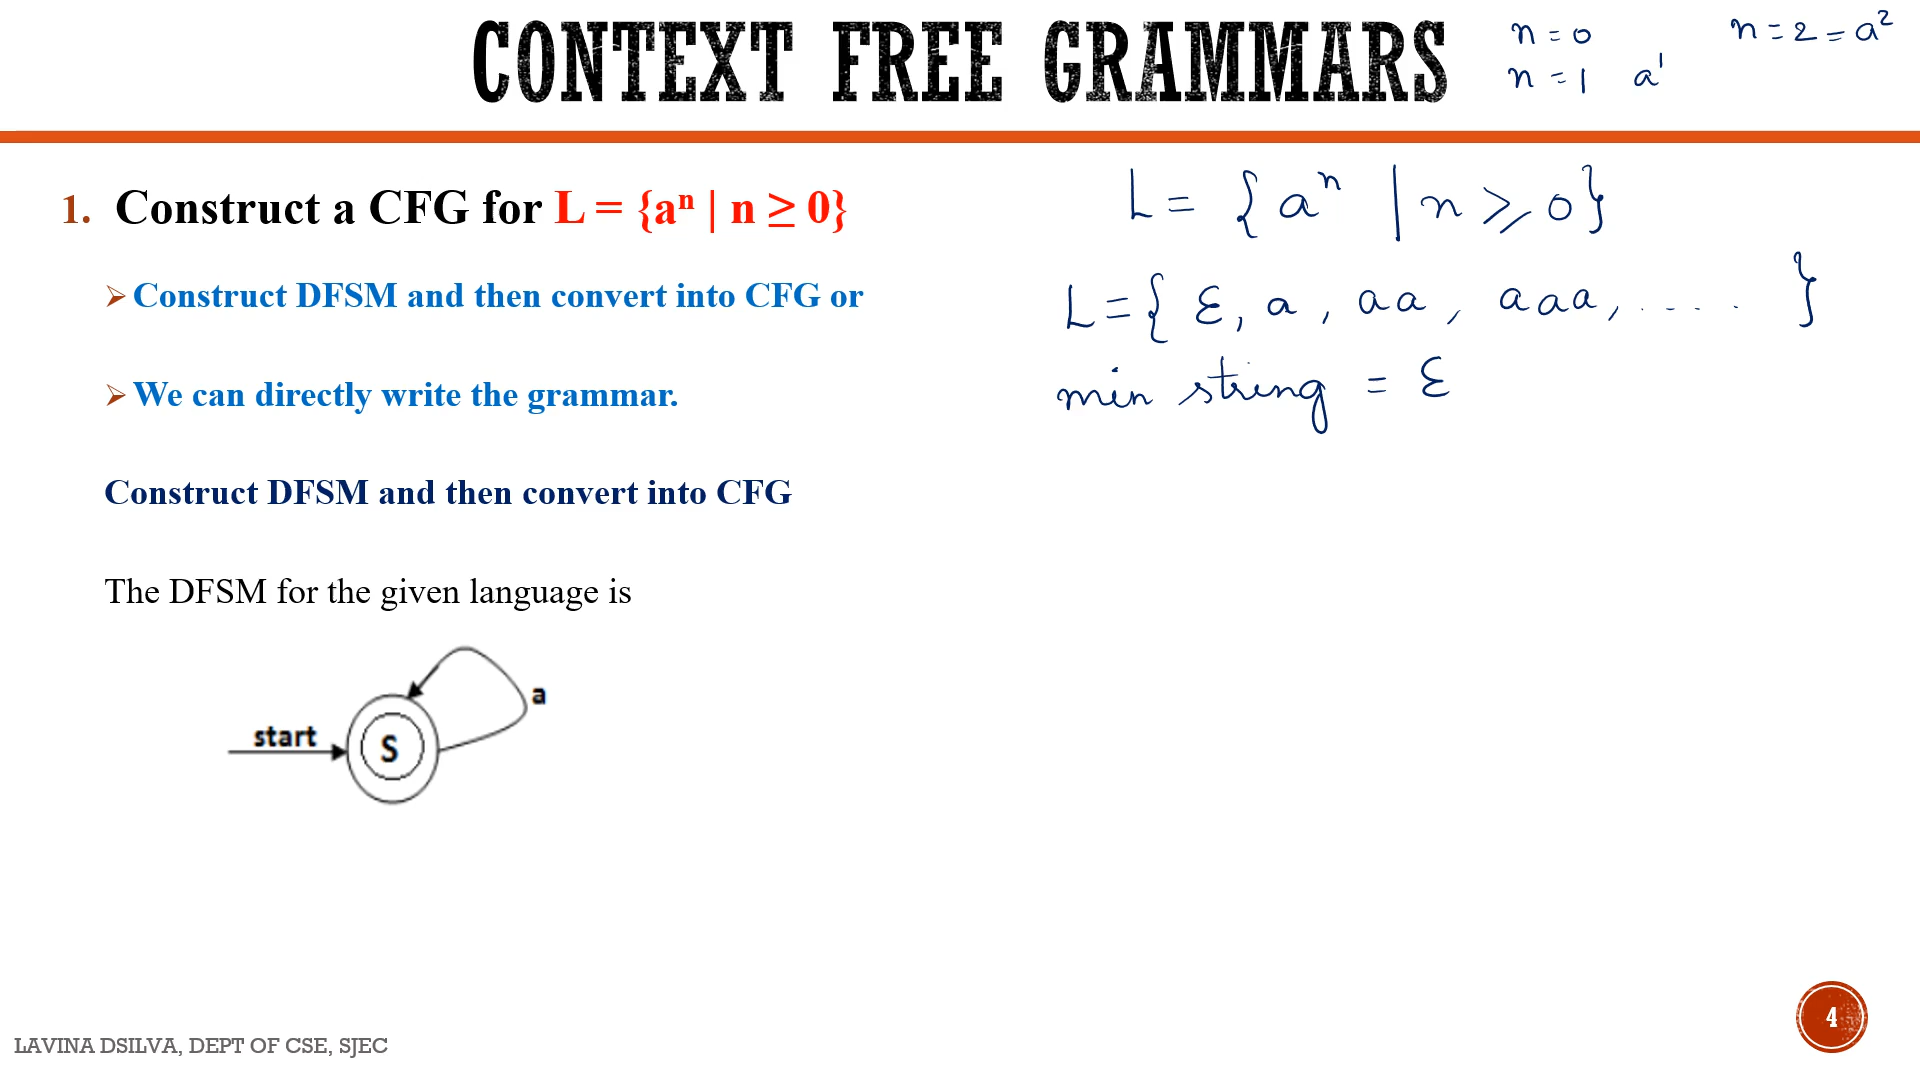 CONTEXT FREE GRAMMARS
n = 0
n = 2 = a²
n = 1 a¹
1. Construct a CFG for L = {aⁿ | n ≥ 0}
L = { aⁿ | n ≥ 0}
➢ Construct DFSM and then convert into CFG or
L = { ε, a, aa, aaa, ..... }
➢ We can directly write the grammar.
min string = ε
Construct DFSM and then convert into CFG
The DFSM for the given language is
a
start
S
4
LAVINA DSILVA, DEPT OF CSE, SJEC